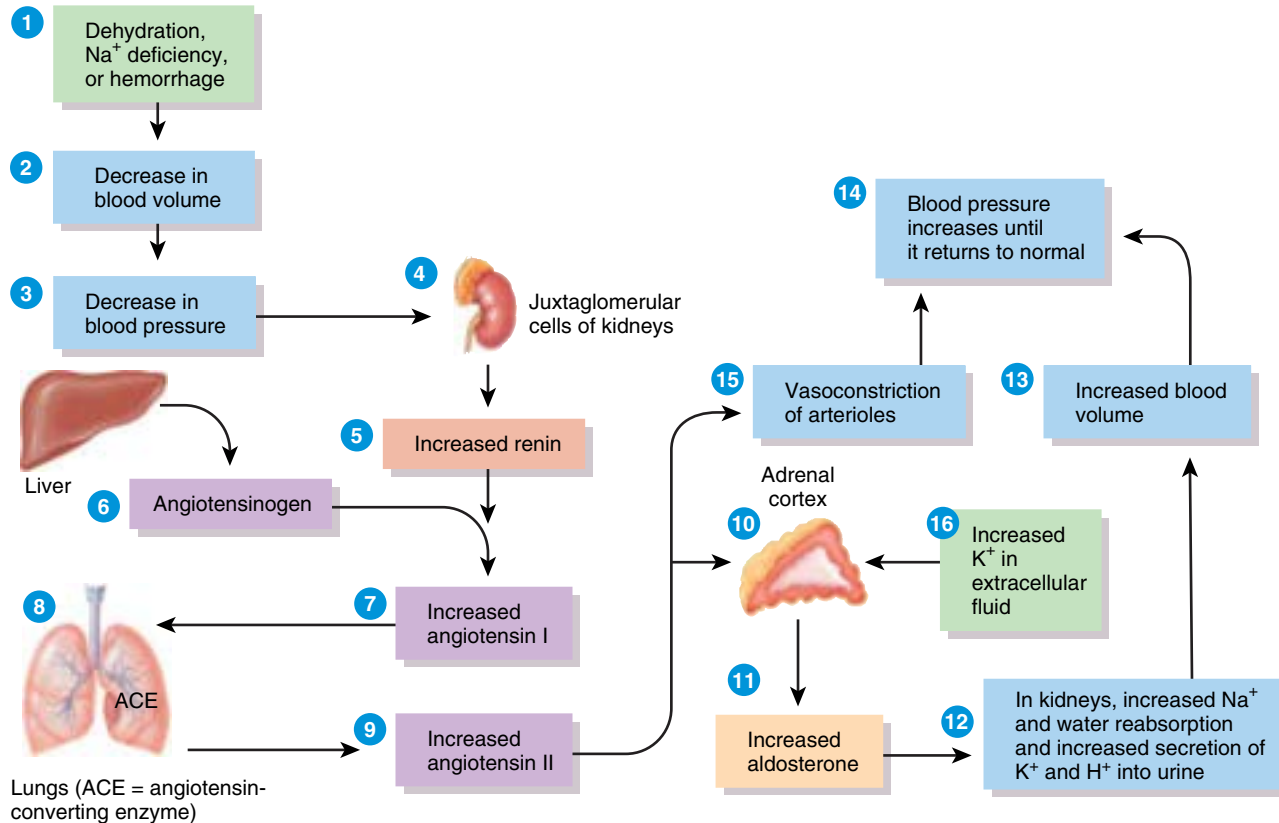 1
Dehydration,
Na⁺ deficiency,
or hemorrhage
2
Decrease in
blood volume
3
Decrease in
blood pressure
4
Juxtaglomerular
cells of kidneys
5
Increased renin
Liver
6
Angiotensinogen
7
Increased
angiotensin I
8
ACE
Lungs (ACE = angiotensin-
converting enzyme)
9
Increased
angiotensin II
10
Adrenal
cortex
11
Increased
aldosterone
12
In kidneys, increased Na⁺
and water reabsorption
and increased secretion of
K⁺ and H⁺ into urine
13
Increased blood
volume
14
Blood pressure
increases until
it returns to normal
15
Vasoconstriction
of arterioles
16
Increased
K⁺ in
extracellular
fluid